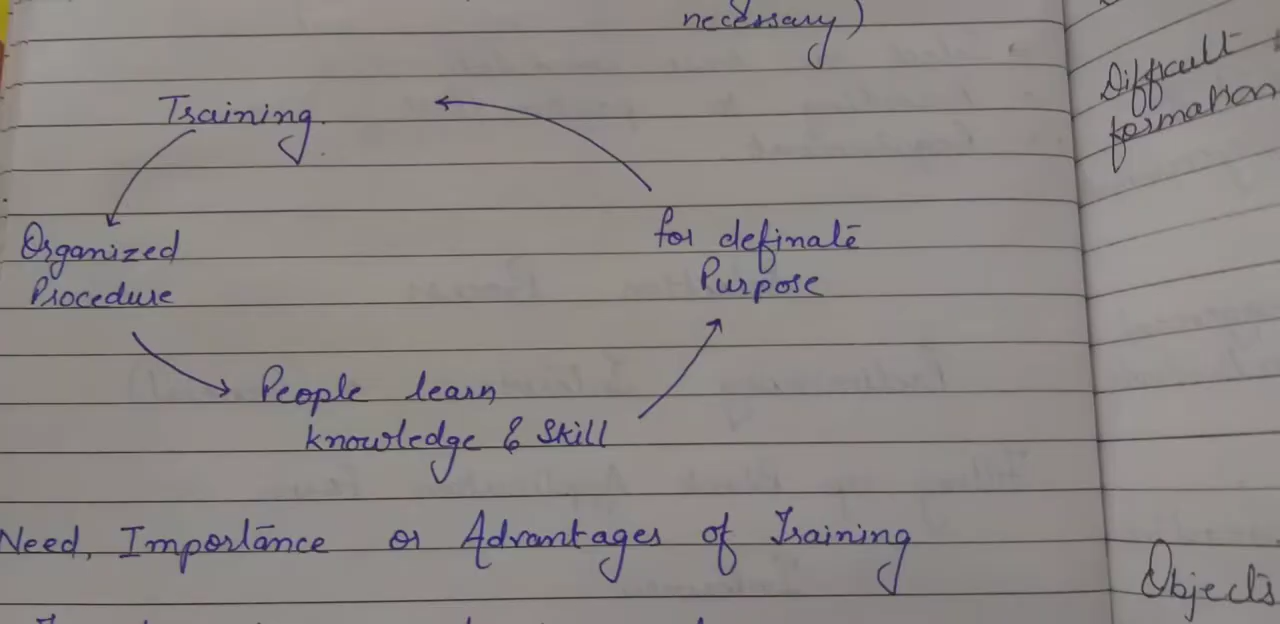 necessary)
Training.
Organized
Procedure
for definate
Purpose
People learn
knowledge & Skill
Need, Importance or Advantages of Training
Difficult
formation
Objects